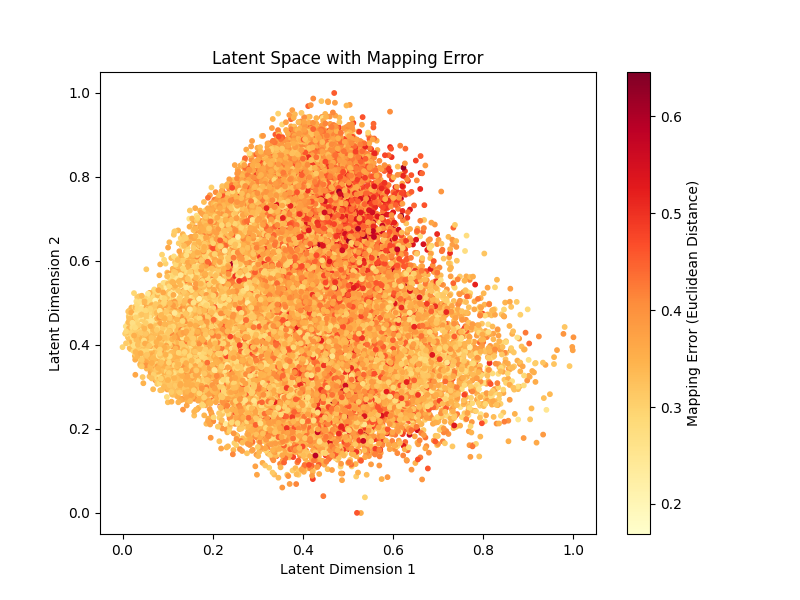 Latent Space with Mapping Error
1.0
0.8
0.6
0.4
0.2
0.0
Latent Dimension 2
0.0 0.2 0.4 0.6 0.8 1.0
Latent Dimension 1
0.6
0.5
0.4
0.3
0.2
Mapping Error (Euclidean Distance)